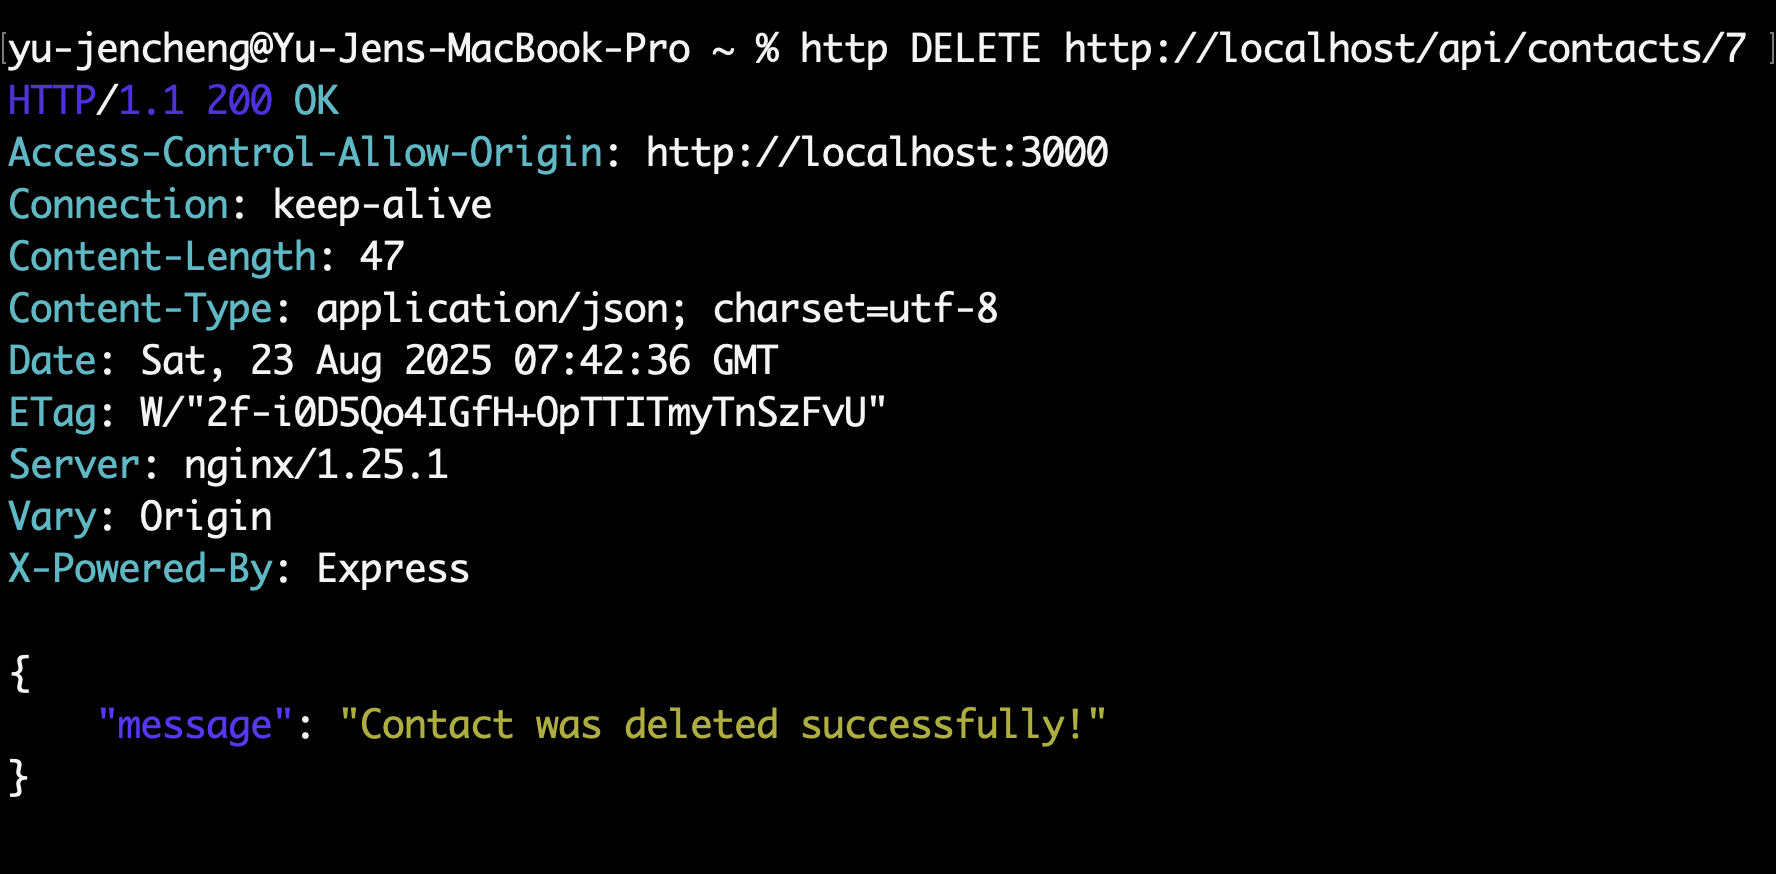 [yu-jencheng@Yu-Jens-MacBook-Pro ~ % http DELETE http://localhost/api/contacts/7 ]
HTTP/1.1 200 OK
Access-Control-Allow-Origin: http://localhost:3000
Connection: keep-alive
Content-Length: 47
Content-Type: application/json; charset=utf-8
Date: Sat, 23 Aug 2025 07:42:36 GMT
ETag: W/"2f-i0D5Qo4IGfH+OpTTITmyTnSzFvU"
Server: nginx/1.25.1
Vary: Origin
X-Powered-By: Express
{
    "message": "Contact was deleted successfully!"
}